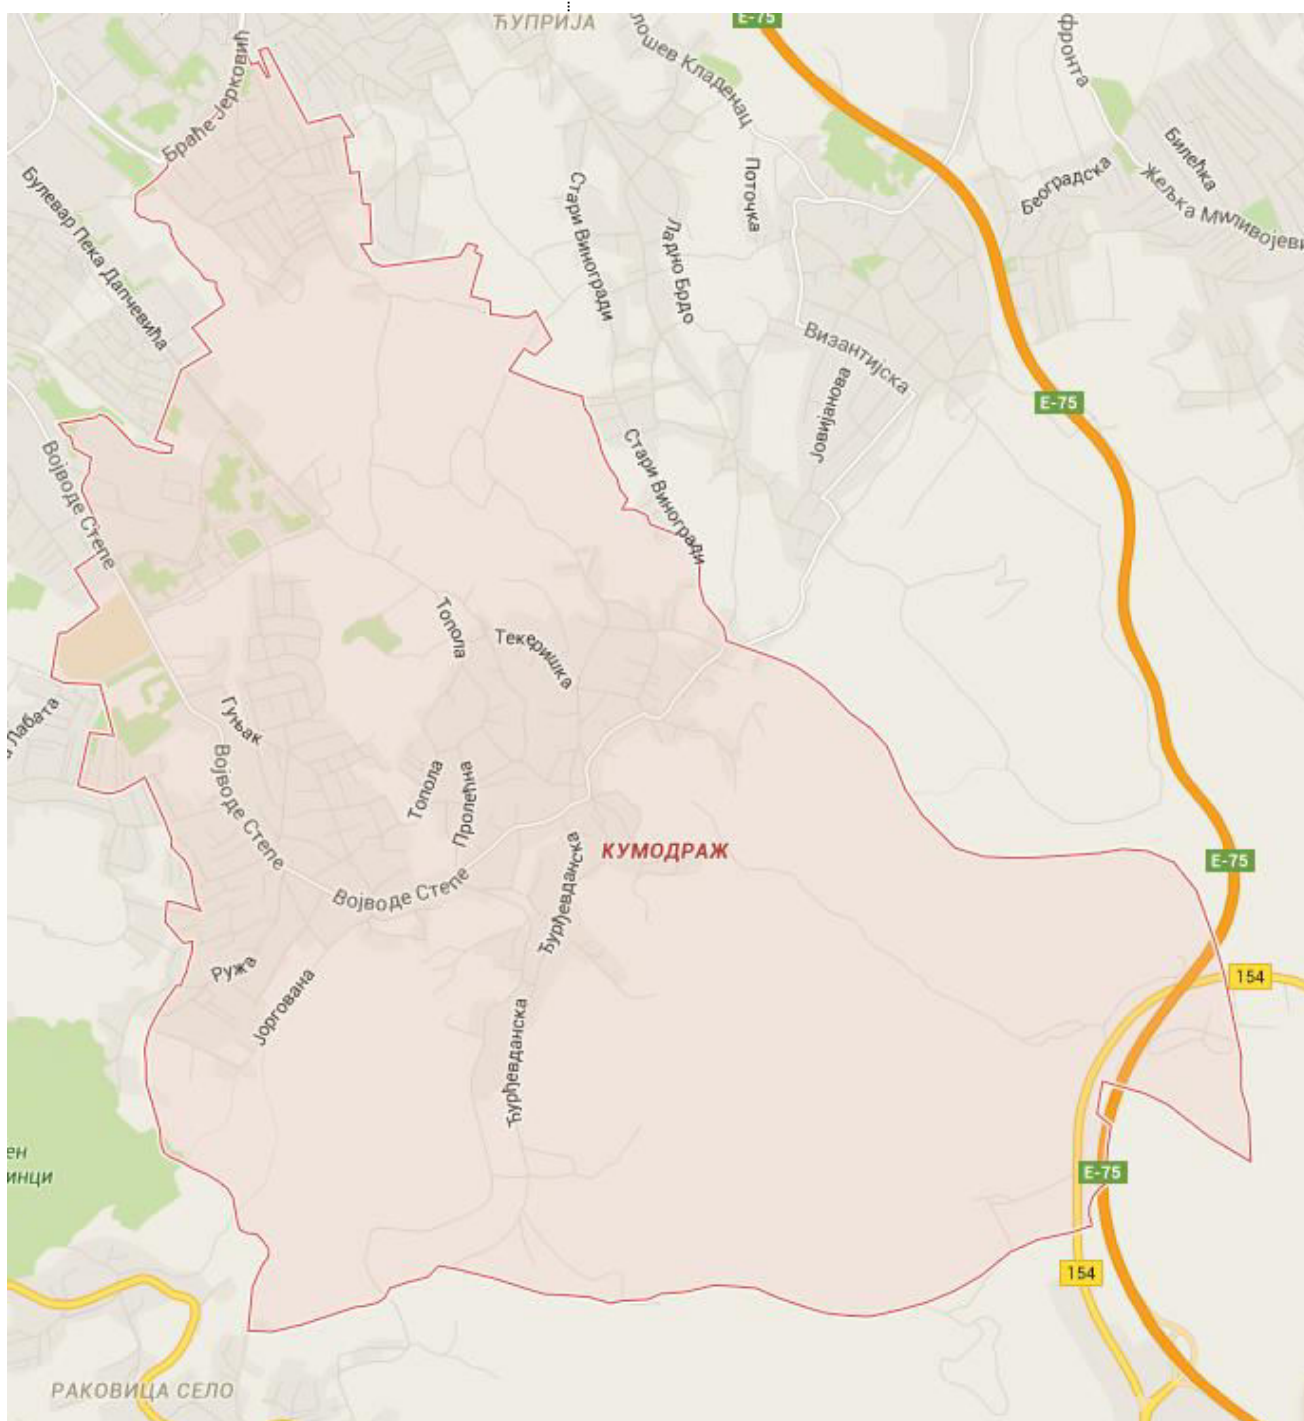 ЋУПРИЈА
Е-75
лошев Кладенац
фронта
Браће Јерковић
Билећка
Поточка
Београдска
Жељка Миливојеви
Булевар Пека Дапчевића
Стари Виногради
Ладно Брдо
Византијска
Јовијанова
Е-75
Стари Виногради
Војводе Степе
Топола
Текеришка
а Лабата
Гуњак
Војводе Степе
Топола
Пролећна
КУМОДРАЖ
Е-75
Војводе Степе
Ђурђевданска
Ружа
Јоргована
154
Ђурђевданска
ен
инци
Е-75
154
РАКОВИЦА СЕЛО